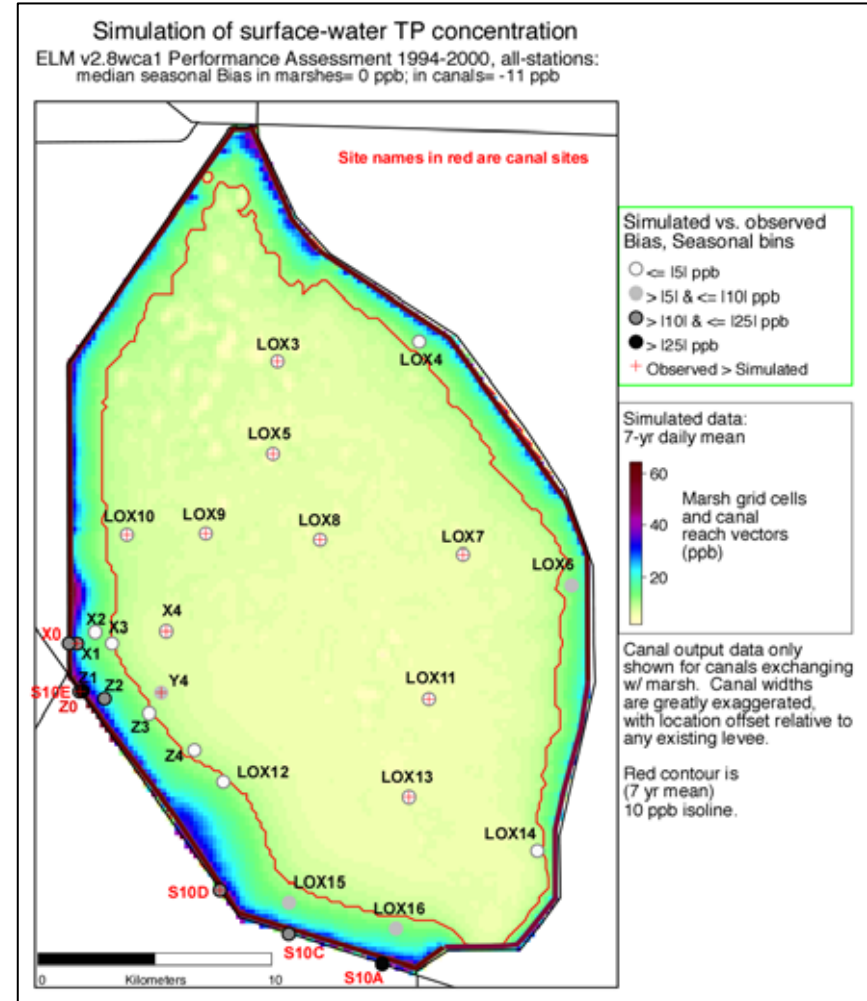 Simulation of surface-water TP concentration
ELM v2.8wca1 Performance Assessment 1994-2000, all-stations:
median seasonal Bias in marshes= 0 ppb; in canals= -11 ppb
Site names in red are canal sites
Simulated vs. observed
Bias, Seasonal bins
<= |5| ppb
> |5| & <= |10| ppb
> |10| & <= |25| ppb
> |25| ppb
+ Observed > Simulated
Simulated data:
7-yr daily mean
60
40
20
Marsh grid cells
and canal
reach vectors
(ppb)
Canal output data only
shown for canals exchanging
w/ marsh. Canal widths
are greatly exaggerated,
with location offset relative to
any existing levee.
Red contour is
(7 yr mean)
10 ppb isoline.
LOX3
LOX4
LOX5
LOX10
LOX9
LOX8
LOX7
LOX6
X0
X1
X2
X3
X4
S10E
Z0
Z1
Z2
Y4
Z3
Z4
LOX11
LOX12
LOX13
LOX14
S10D
LOX15
LOX16
S10C
S10A
0
Kilometers
10